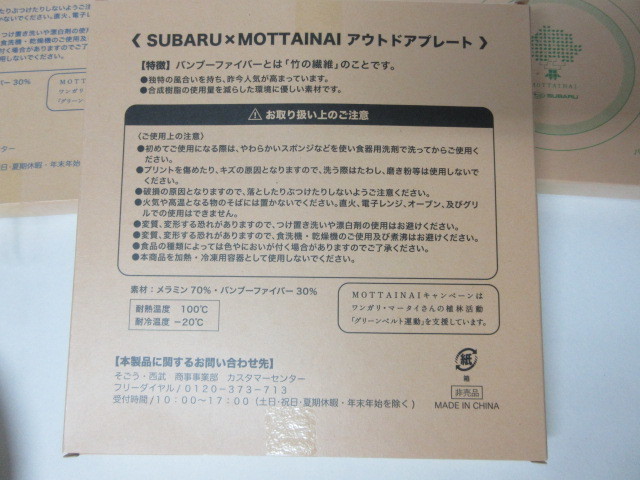 《 SUBARU×MOTTAINAI アウトドアプレート 》
【特徴】バンブーファイバーとは「竹の繊維」のことです。
●独特の風合いを持ち、昨今人気が高まっています。
●合成樹脂の使用量を減らした環境に優しい素材です。
⚠ お取り扱い上のご注意
〈ご使用上の注意〉
●初めてご使用になる際は、やわらかいスポンジなどを使い食器用洗剤で洗ってからご使用く
ださい。
●プリントを傷めたり、キズの原因となりますので、洗う際はたわし、磨き粉等は使用しない
でください。
●破損の原因となりますので、落としたりぶつけたりしないようご注意ください。
●火気や高温となる物のそばには置かないでください。直火、電子レンジ、オーブン、及びグリ
ルでの使用はできません。
●変質、変形する恐れがありますので、つけ置き洗いや漂白剤の使用はお避けください。
●変質、変形する恐れがありますので、食洗機・乾燥機のご使用及び煮沸はお避けください。
●食品の種類によっては色やにおいが付く場合がありますのでご了承ください。
●本商品を加熱・冷凍用容器として使用しないでください。
素材：メラミン 70%・バンブーファイバー 30%
耐熱温度 100℃
耐冷温度 −20℃
MOTTAINAIキャンペーンは
ワンガリ・マータイさんの植林活動
「グリーンベルト運動」を支援しています。
紙
箱
非売品
MADE IN CHINA
【本製品に関するお問い合わせ先】
そごう・西武 商事事業部 カスタマーセンター
フリーダイヤル／0120−373−713
受付時間／10：00〜17：00（土日・祝日・夏期休暇・年末年始を除く）
MOTTAINAI
SUBARU